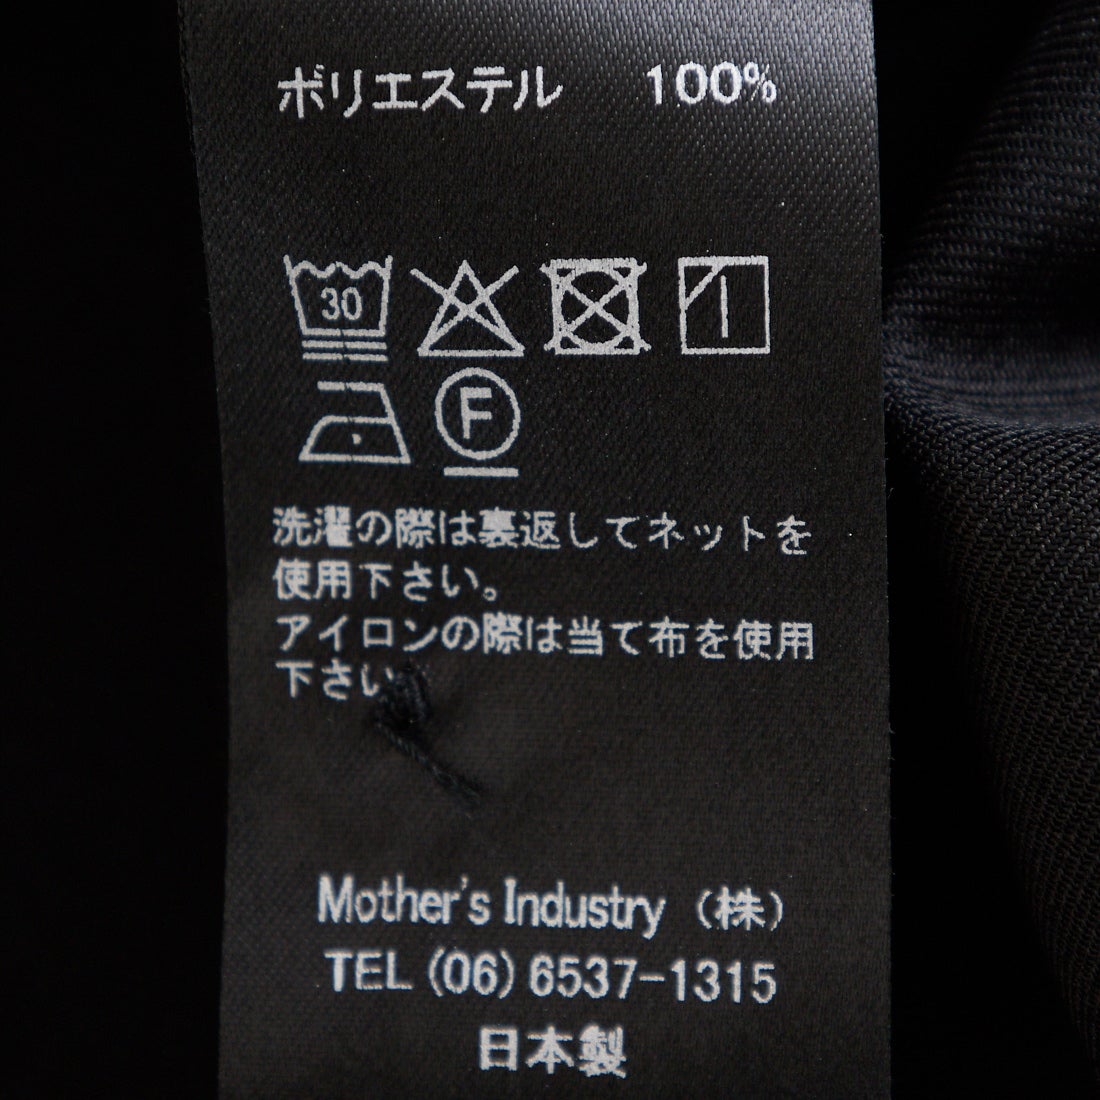 ポリエステル 100%
30
F
洗濯の際は裏返してネットを
使用下さい。
アイロンの際は当て布を使用
下さい
Mother's Industry (株)
TEL (06) 6537-1315
日本製